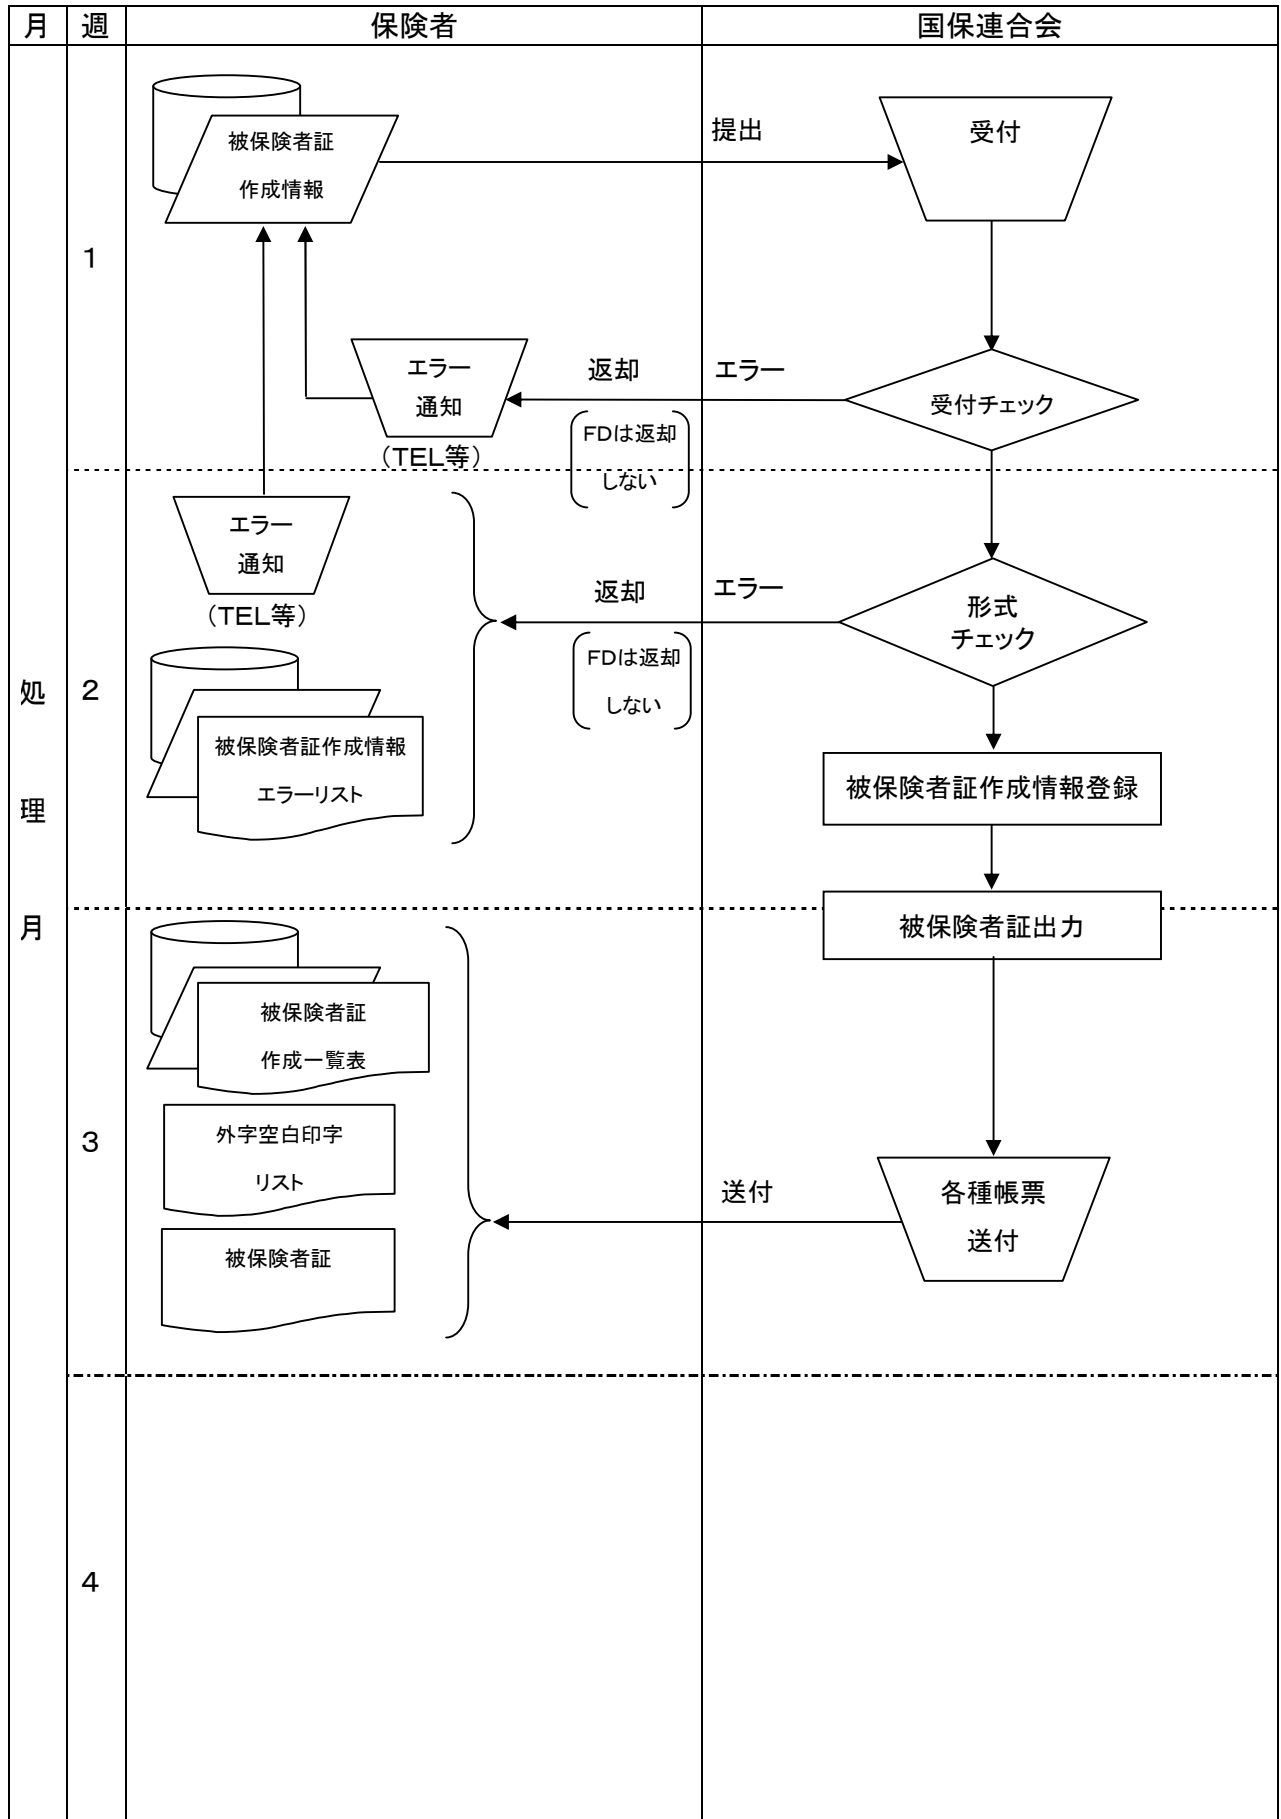 月
週
保険者
国保連合会
処
理
月
1
被保険者証
作成情報
提出
受付
エラー
通知
（TEL等）
返却
FDは返却
しない
エラー
受付チェック
2
エラー
通知
（TEL等）
返却
FDは返却
しない
エラー
形式
チェック
被保険者証作成情報
エラーリスト
被保険者証作成情報登録
被保険者証出力
3
被保険者証
作成一覧表
外字空白印字
リスト
被保険者証
送付
各種帳票
送付
4